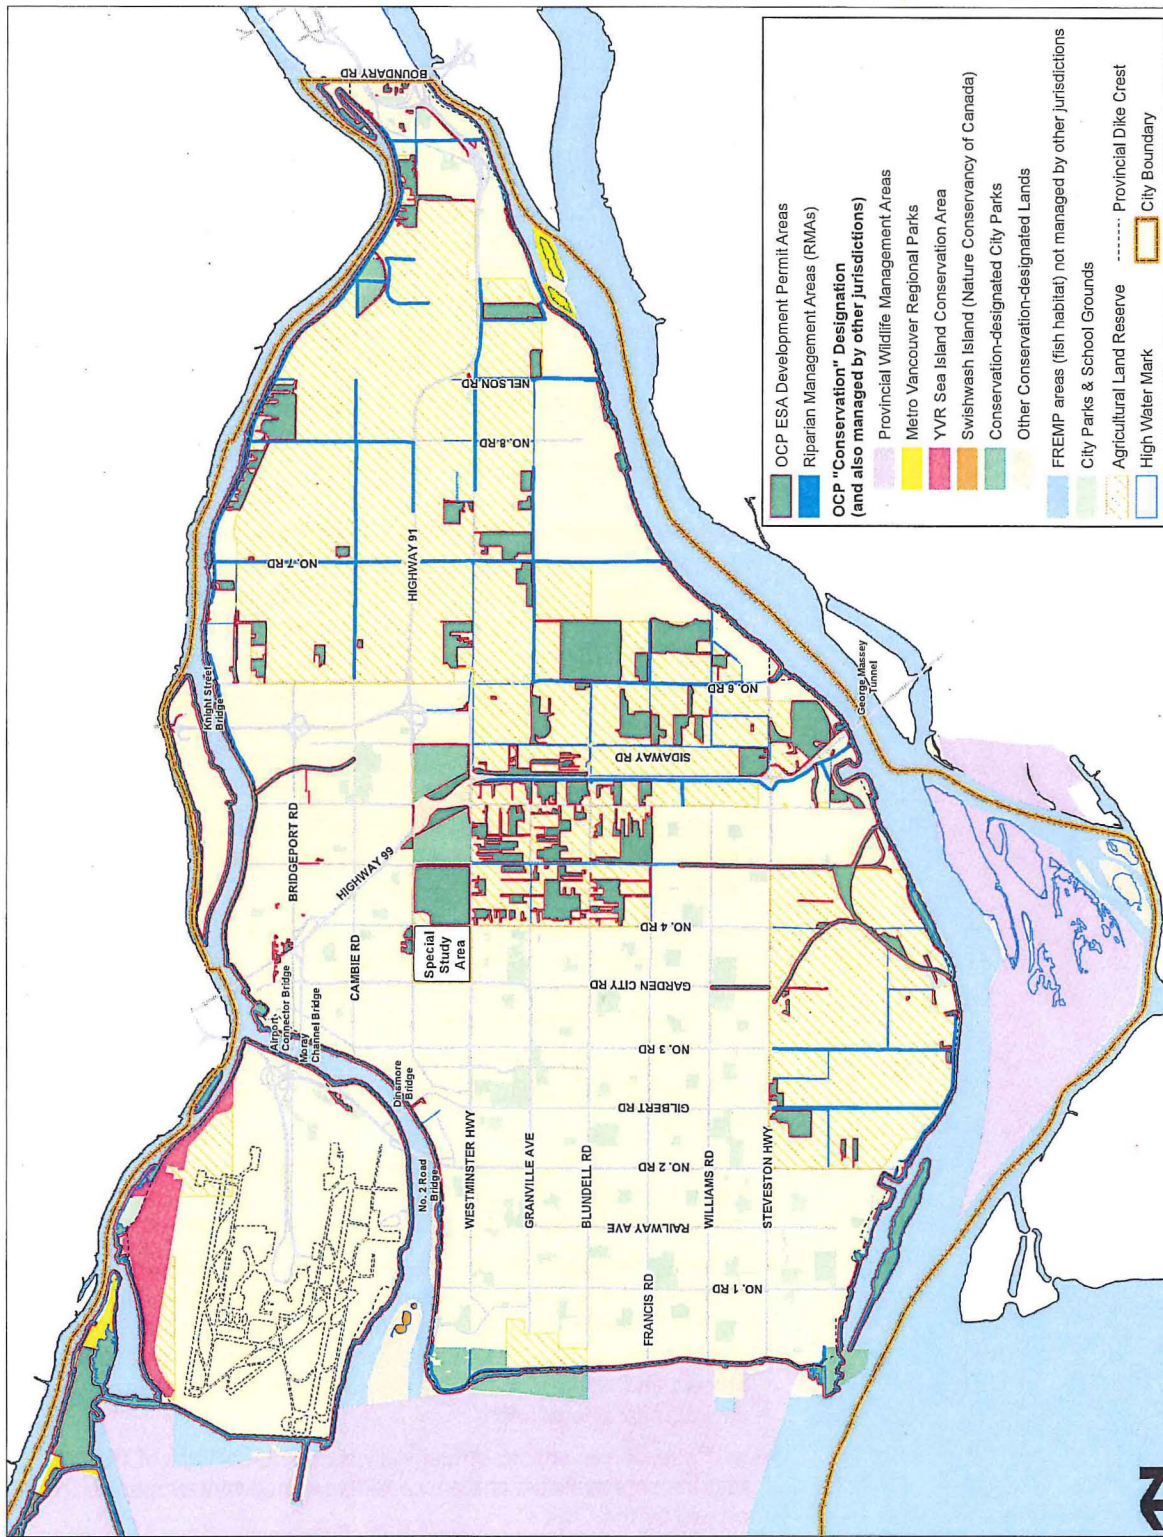 BOUNDARY RD
NELSON RD
NO. 8 RD
NO. 7 RD
HIGHWAY 91
Knight Street
Bridge
NO. 6 RD
George Massey
Tunnel
SIDAWAY RD
BRIDGEPORT RD
HIGHWAY 99
NO. 4 RD
Special
Study
Area
CAMBIE RD
GARDEN CITY RD
Airport
Connector Bridge
Moray
Channel Bridge
NO. 3 RD
Dinsmore
Bridge
GILBERT RD
WESTMINSTER HWY
GRANVILLE AVE
BLUNDELL RD
WILLIAMS RD
STEVESTON HWY
NO. 2 RD
No. 2 Road
Bridge
RAILWAY AVE
NO. 1 RD
FRANCIS RD
OCP ESA Development Permit Areas
Riparian Management Areas (RMAs)
OCP "Conservation" Designation
(and also managed by other jurisdictions)
Provincial Wildlife Management Areas
Metro Vancouver Regional Parks
YVR Sea Island Conservation Area
Swishwash Island (Nature Conservancy of Canada)
Conservation-designated City Parks
Other Conservation-designated Lands
FREMP areas (fish habitat) not managed by other jurisdictions
City Parks & School Grounds
Agricultural Land Reserve
Provincial Dike Crest
High Water Mark
City Boundary
N